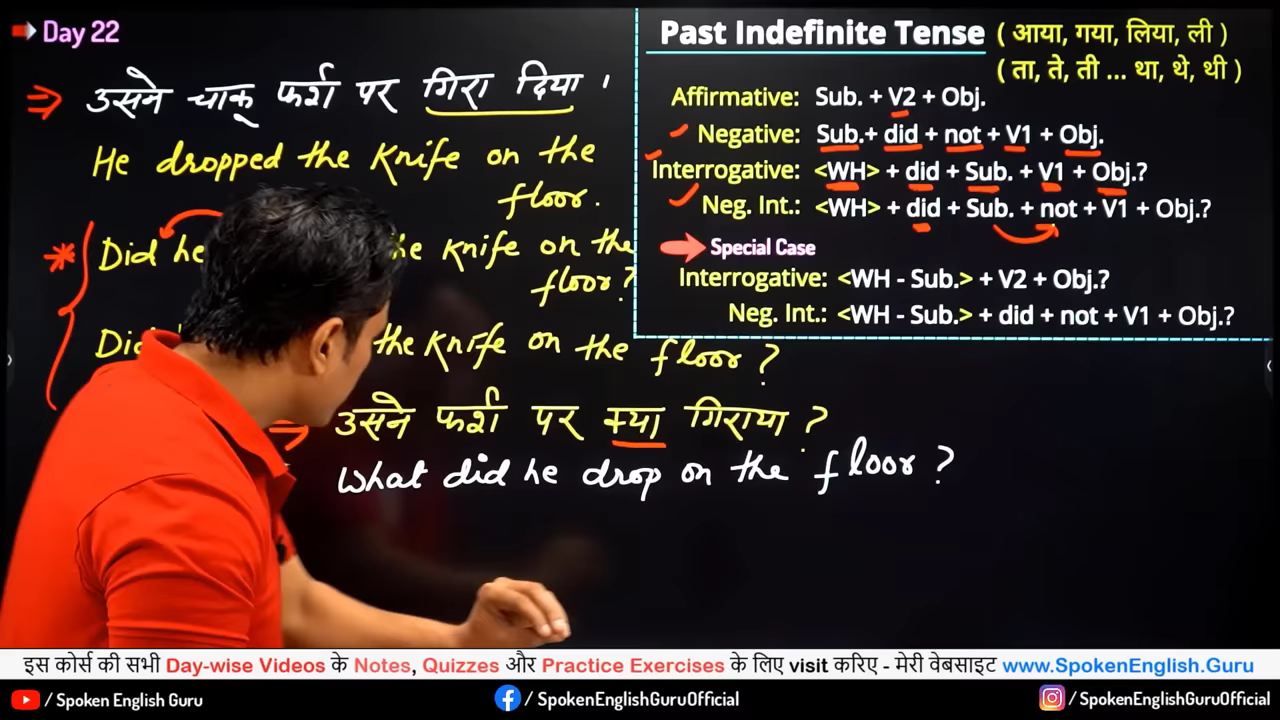 Day 22
उसने चाकू फर्श पर गिरा दिया ।
He dropped the knife on the
floor.
Did he the knife on the
floor?
the knife on the floor?
उसने फर्श पर क्या गिराया ?
What did he drop on the floor?
Past Indefinite Tense ( आया, गया, लिया, ली )
( ता, ते, ती ... था, थे, थी )
Affirmative: Sub. + V2 + Obj.
Negative: Sub.+ did + not + V1 + Obj.
Interrogative: <WH> + did + Sub. + V1 + Obj.?
Neg. Int.: <WH> + did + Sub. + not + V1 + Obj.?
Special Case
Interrogative: <WH - Sub.> + V2 + Obj.?
Neg. Int.: <WH - Sub.> + did + not + V1 + Obj.?
इस कोर्स की सभी Day-wise Videos के Notes, Quizzes और Practice Exercises के लिए visit करिए - मेरी वेबसाइट www.SpokenEnglish.Guru
/ Spoken English Guru
/ SpokenEnglishGuruOfficial
/ SpokenEnglishGuruOfficial